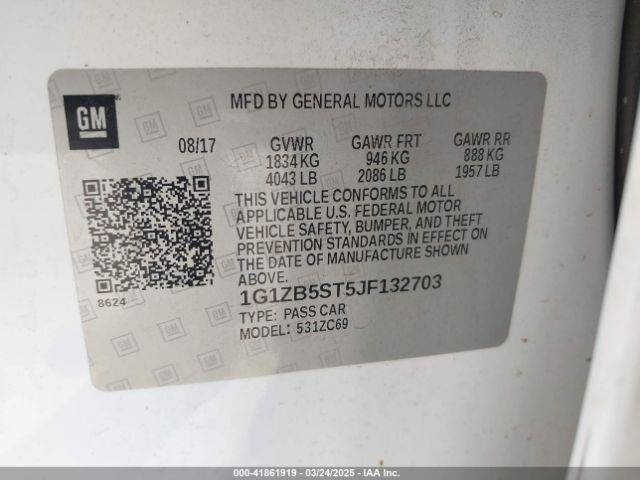 GM
MFD BY GENERAL MOTORS LLC
08/17 GVWR GAWR FRT GAWR RR
1834 KG 946 KG 888 KG
4043 LB 2086 LB 1957 LB
THIS VEHICLE CONFORMS TO ALL
APPLICABLE U.S. FEDERAL MOTOR
VEHICLE SAFETY, BUMPER, AND THEFT
PREVENTION STANDARDS IN EFFECT ON
THE DATE OF MANUFACTURE SHOWN
ABOVE.
8624
1G1ZB5ST5JF132703
TYPE: PASS CAR
MODEL: 531ZC69
000-41861919 - 03/24/2025 - IAA Inc.